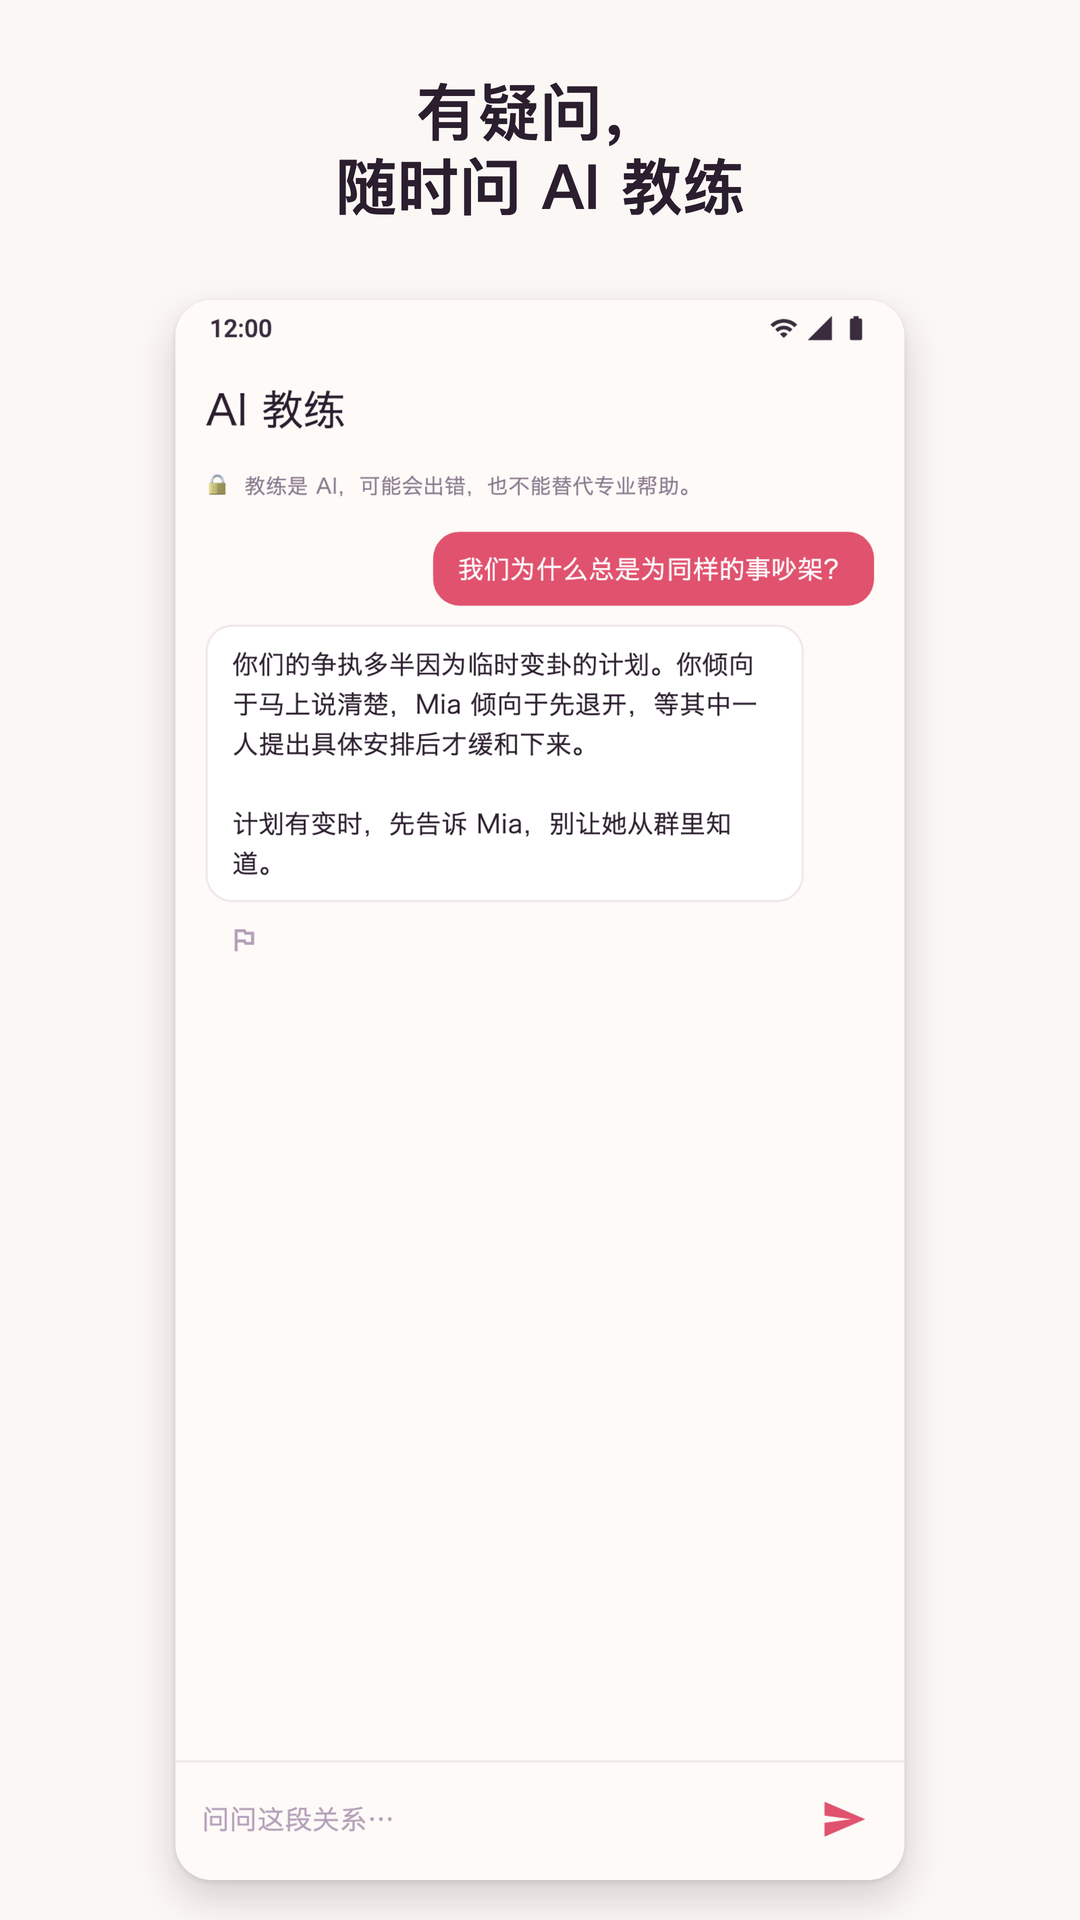 有疑问，
随时问 AI 教练
12:00
AI 教练
教练是 AI，可能会出错，也不能替代专业帮助。
我们为什么总是为同样的事吵架？
你们的争执多半因为临时变卦的计划。你倾向
于马上说清楚，Mia 倾向于先退开，等其中一
人提出具体安排后才缓和下来。
计划有变时，先告诉 Mia，别让她从群里知
道。
问问这段关系…